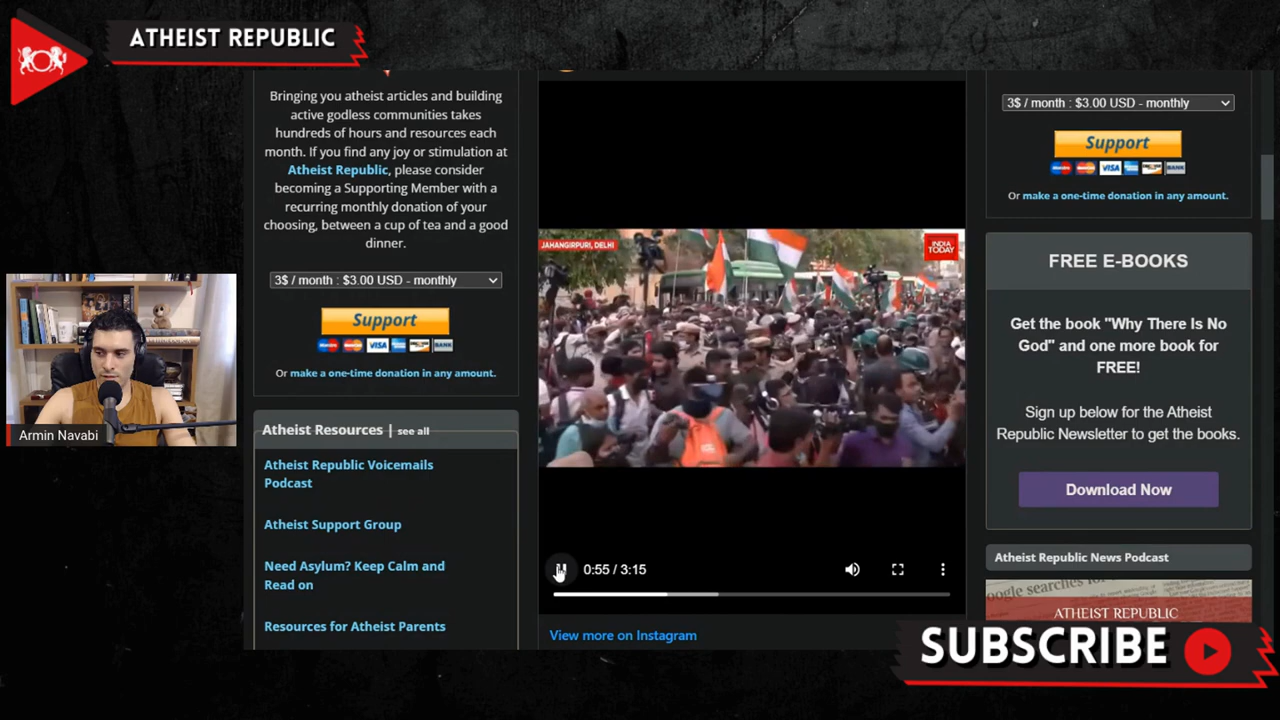 ATHEIST REPUBLIC
Bringing you atheist articles and building
active godless communities takes
hundreds of hours and resources each
month. If you find any joy or stimulation at
Atheist Republic, please consider
becoming a Supporting Member with a
recurring monthly donation of your
choosing, between a cup of tea and a good
dinner.
3$ / month : $3.00 USD - monthly
Support
VISA
BANK
Or make a one-time donation in any amount.
Atheist Resources | see all
Atheist Republic Voicemails
Podcast
Atheist Support Group
Need Asylum? Keep Calm and
Read on
Resources for Atheist Parents
Armin Navabi
JAHANGIRPURI, DELHI
INDIA
TODAY
0:55 / 3:15
View more on Instagram
3$ / month : $3.00 USD - monthly
Support
VISA
BANK
Or make a one-time donation in any amount.
FREE E-BOOKS
Get the book "Why There Is No
God" and one more book for
FREE!
Sign up below for the Atheist
Republic Newsletter to get the books.
Download Now
Atheist Republic News Podcast
oogle searches fo
ATHEIST REPUBLIC
SUBSCRIBE